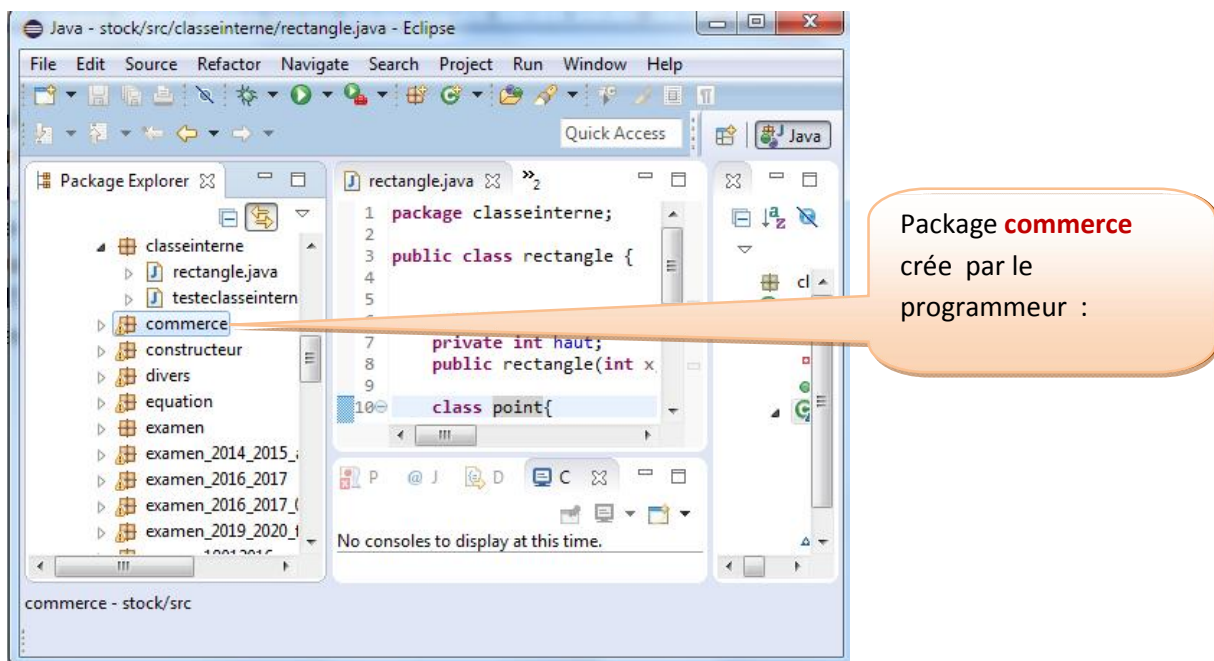 Java - stock/src/classeinterne/rectangle.java - Eclipse
File Edit Source Refactor Navigate Search Project Run Window Help
Quick Access
Java
Package Explorer
rectangle.java
»2
classeinterne
rectangle.java
testeclasseintern
commerce
constructeur
divers
equation
examen
examen_2014_2015_
examen_2016_2017
examen_2016_2017_
examen_2019_2020_
1 package classeinterne;
2
3 public class rectangle {
4
5
7 private int haut;
8 public rectangle(int x
9
10 class point{
cl
P @ J D C
No consoles to display at this time.
commerce - stock/src
Package commerce
crée par le
programmeur :